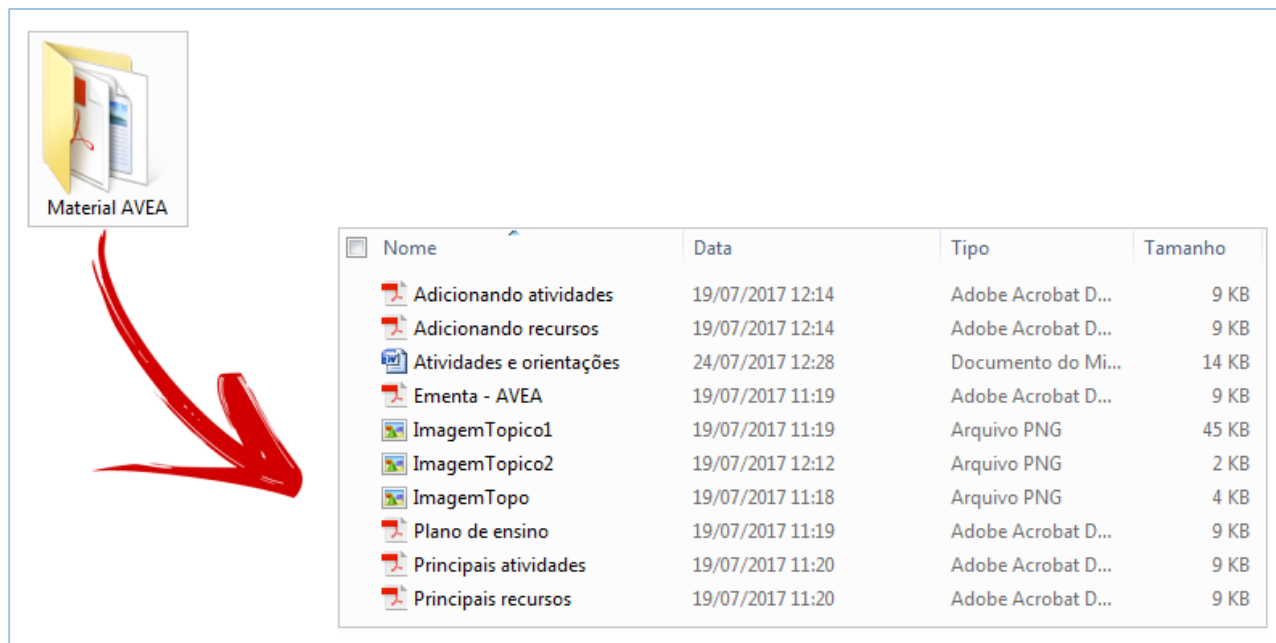 Material AVEA
Nome Data Tipo Tamanho
Adicionando atividades 19/07/2017 12:14 Adobe Acrobat D... 9 KB
Adicionando recursos 19/07/2017 12:14 Adobe Acrobat D... 9 KB
Atividades e orientações 24/07/2017 12:28 Documento do Mi... 14 KB
Ementa - AVEA 19/07/2017 11:19 Adobe Acrobat D... 9 KB
ImagemTopico1 19/07/2017 11:19 Arquivo PNG 45 KB
ImagemTopico2 19/07/2017 12:12 Arquivo PNG 2 KB
ImagemTopo 19/07/2017 11:18 Arquivo PNG 4 KB
Plano de ensino 19/07/2017 11:19 Adobe Acrobat D... 9 KB
Principais atividades 19/07/2017 11:20 Adobe Acrobat D... 9 KB
Principais recursos 19/07/2017 11:20 Adobe Acrobat D... 9 KB